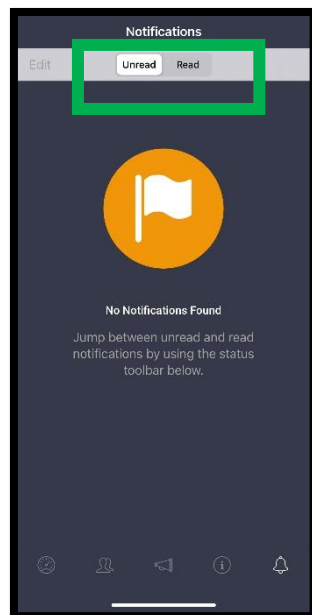 Notifications
Edit
Unread Read
No Notifications Found
Jump between unread and read
notifications by using the status
toolbar below.